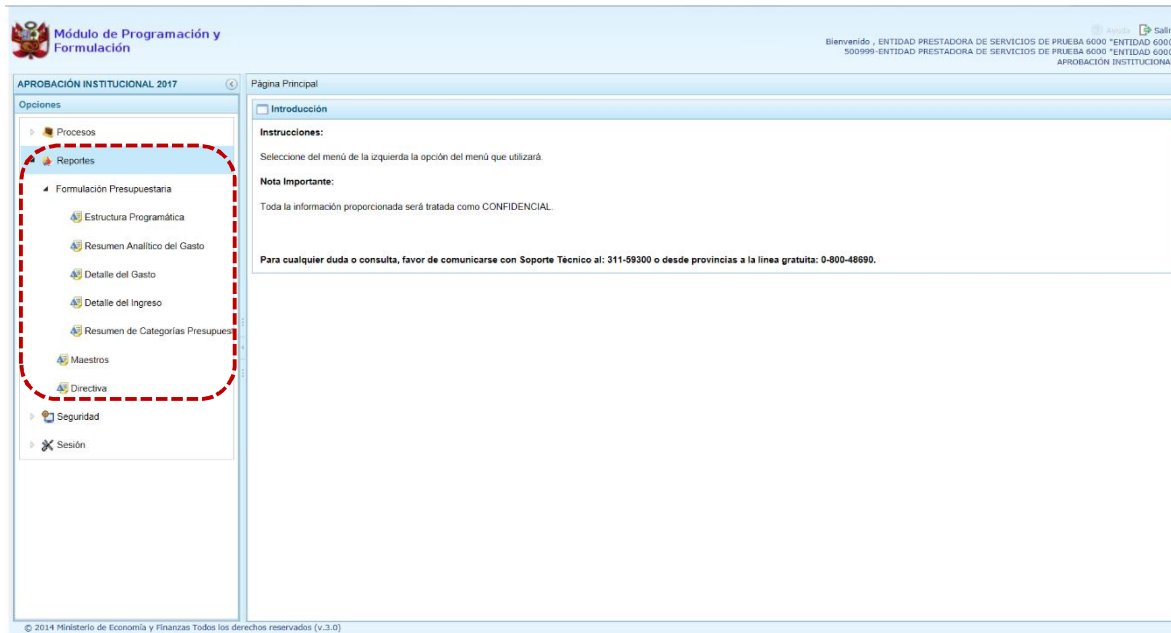 Módulo de Programación y
Formulación
Ayuda Salir
Bienvenido , ENTIDAD PRESTADORA DE SERVICIOS DE PRUEBA 6000 "ENTIDAD 6000
500999-ENTIDAD PRESTADORA DE SERVICIOS DE PRUEBA 6000 "ENTIDAD 6000
APROBACIÓN INSTITUCIONA
APROBACIÓN INSTITUCIONAL 2017
Página Principal
Opciones
Introducción
Procesos
Reportes
Formulación Presupuestaria
Estructura Programática
Resumen Analítico del Gasto
Detalle del Gasto
Detalle del Ingreso
Resumen de Categorías Presupuest
Maestros
Directiva
Seguridad
Sesión
Instrucciones:
Seleccione del menú de la izquierda la opción del menú que utilizará.
Nota Importante:
Toda la información proporcionada será tratada como CONFIDENCIAL.
Para cualquier duda o consulta, favor de comunicarse con Soporte Técnico al: 311-59300 o desde provincias a la línea gratuita: 0-800-48690.
© 2014 Ministerio de Economía y Finanzas Todos los derechos reservados (v.3.0)